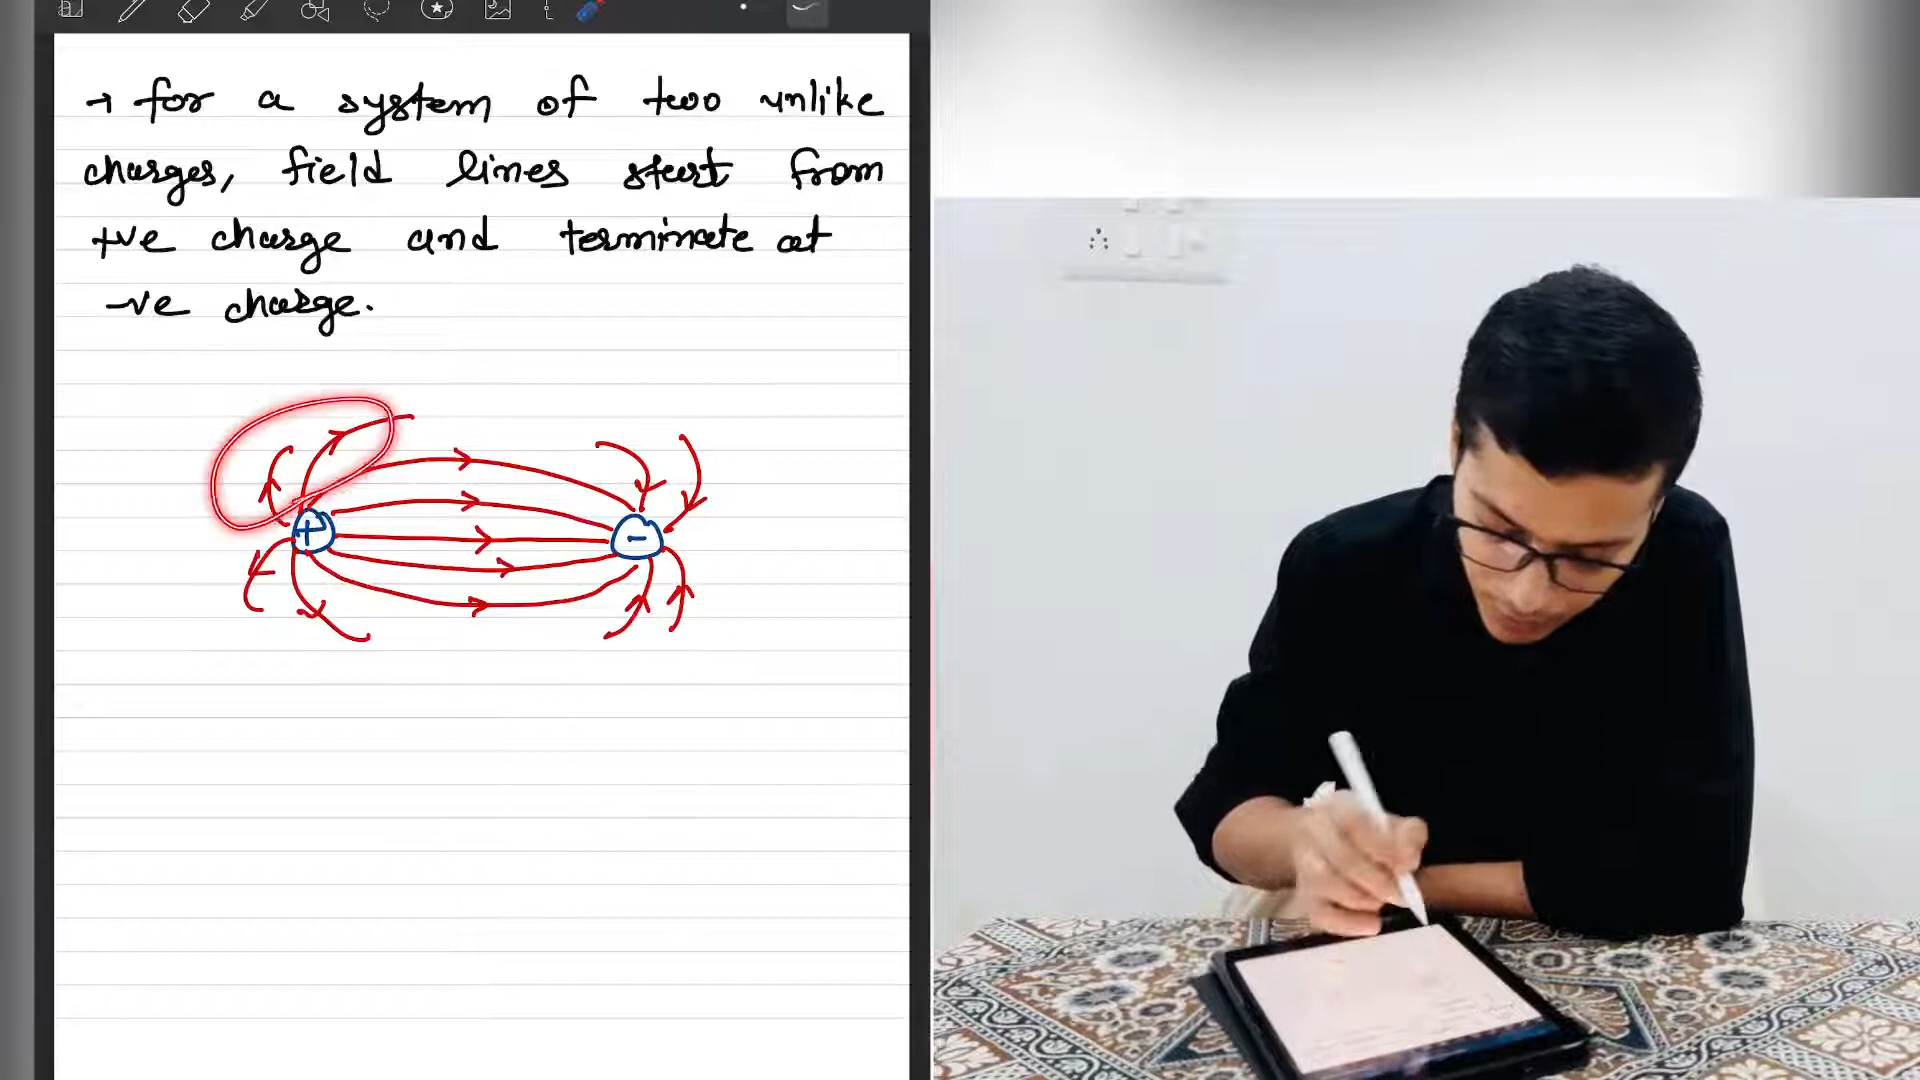 → for a system of two unlike
charges, field lines start from
+ve charge and terminate at
-ve charge.
+ -